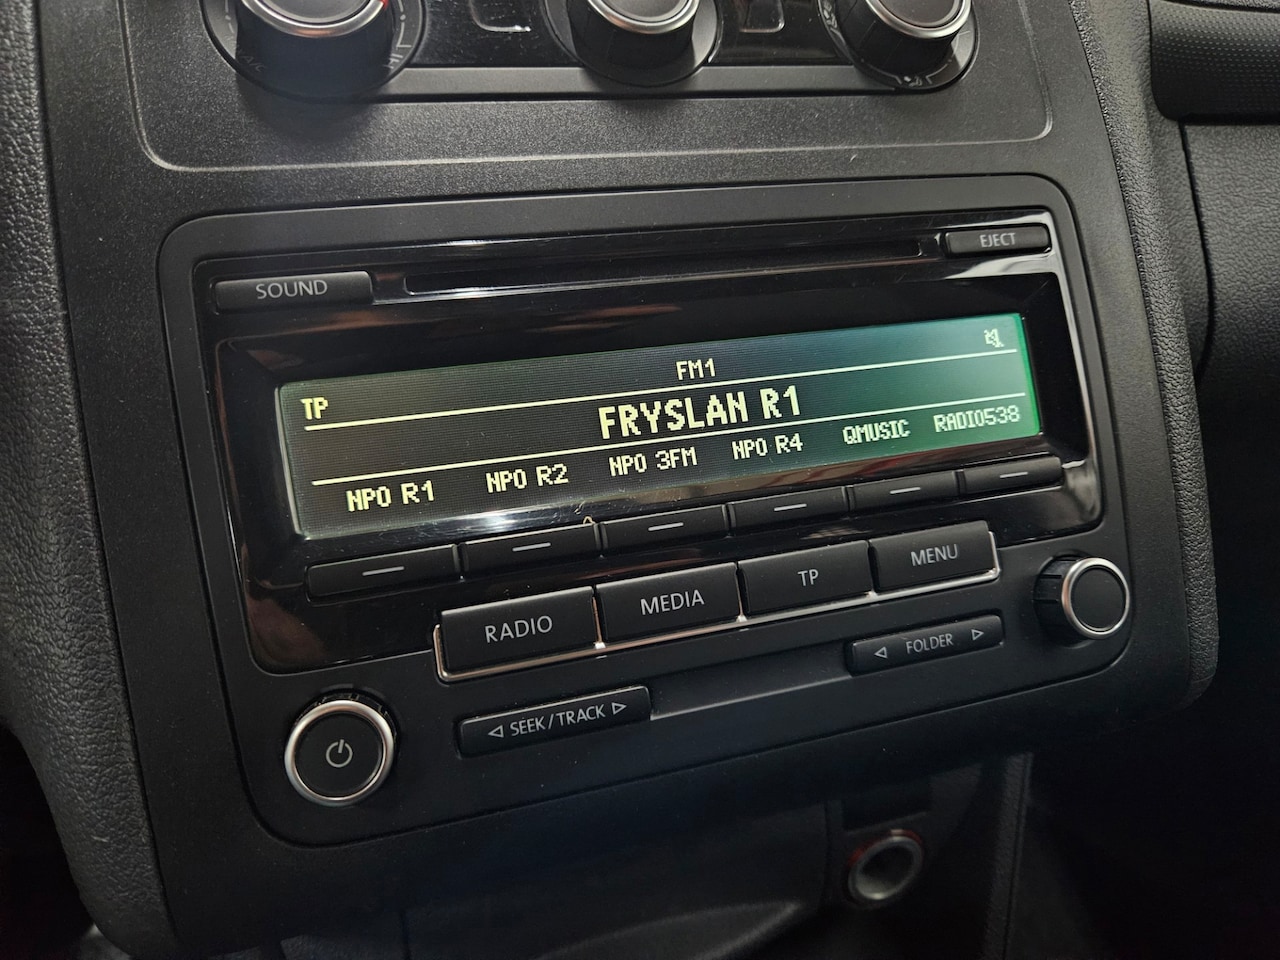 A/C
SOUND
EJECT
FM1
TP
FRYSLAN R1
NPO R1 NPO R2 NPO 3FM NPO R4 QMUSIC RADIO538
RADIO MEDIA TP MENU
◁ SEEK / TRACK ▷
◁ FOLDER ▷